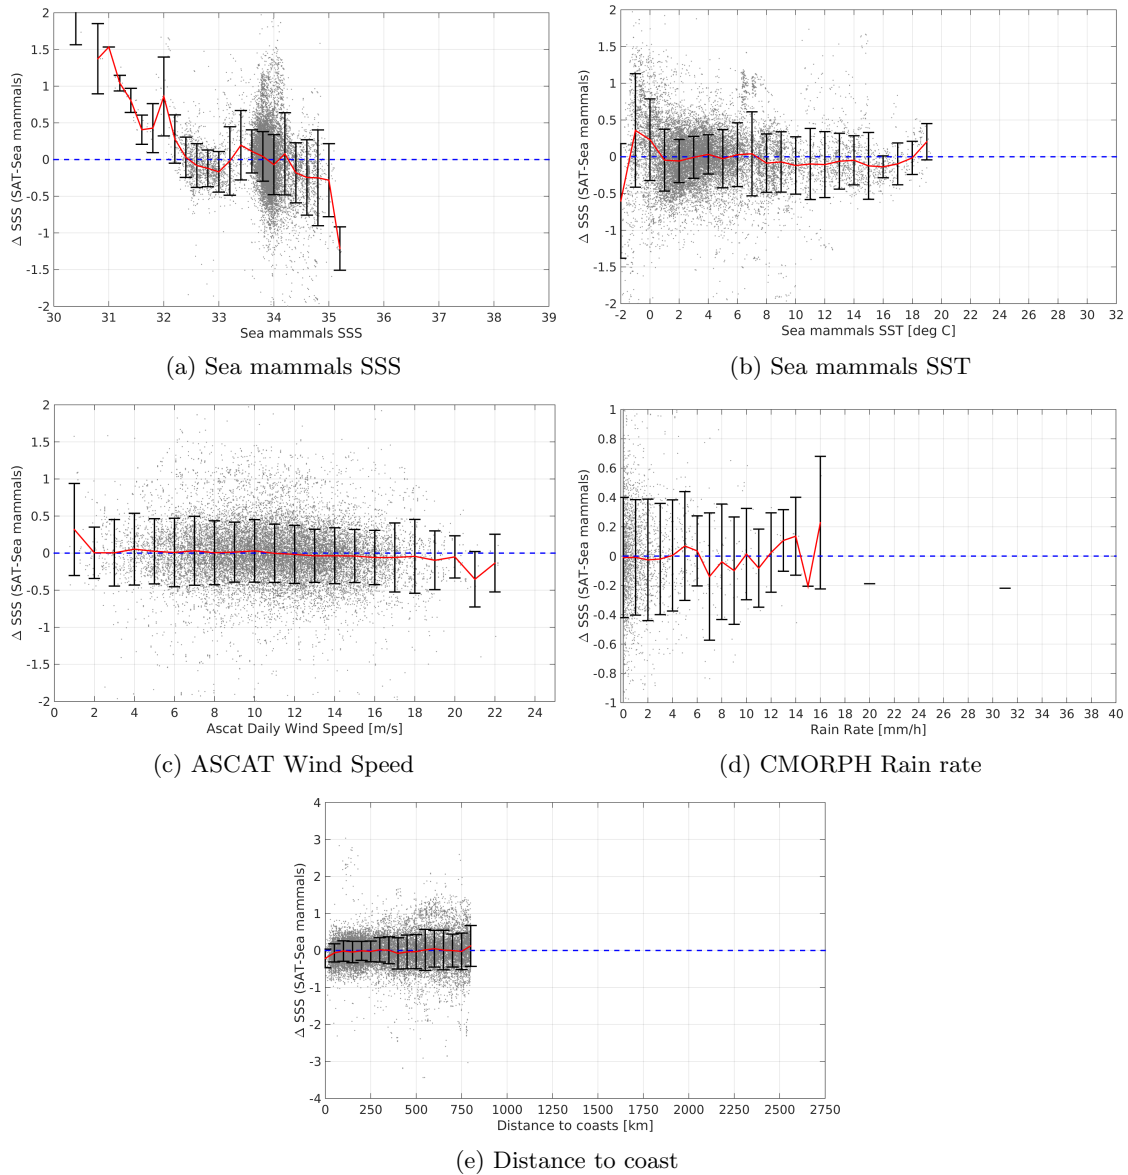 2
1.5
1
0.5
0
-0.5
-1
-1.5
-2
Δ SSS (SAT-Sea mammals)
30 31 32 33 34 35 36 37 38 39
Sea mammals SSS
(a) Sea mammals SSS
2
1.5
1
0.5
0
-0.5
-1
-1.5
-2
Δ SSS (SAT-Sea mammals)
-2 0 2 4 6 8 10 12 14 16 18 20 22 24 26 28 30 32
Sea mammals SST [deg C]
(b) Sea mammals SST
2
1.5
1
0.5
0
-0.5
-1
-1.5
-2
Δ SSS (SAT-Sea mammals)
0 2 4 6 8 10 12 14 16 18 20 22 24
Ascat Daily Wind Speed [m/s]
(c) ASCAT Wind Speed
1
0.8
0.6
0.4
0.2
0
-0.2
-0.4
-0.6
-0.8
-1
Δ SSS (SAT-Sea mammals)
0 2 4 6 8 10 12 14 16 18 20 22 24 26 28 30 32 34 36 38 40
Rain Rate [mm/h]
(d) CMORPH Rain rate
4
3
2
1
0
-1
-2
-3
-4
Δ SSS (SAT-Sea mammals)
0 250 500 750 1000 1250 1500 1750 2000 2250 2500 2750
Distance to coasts [km]
(e) Distance to coast